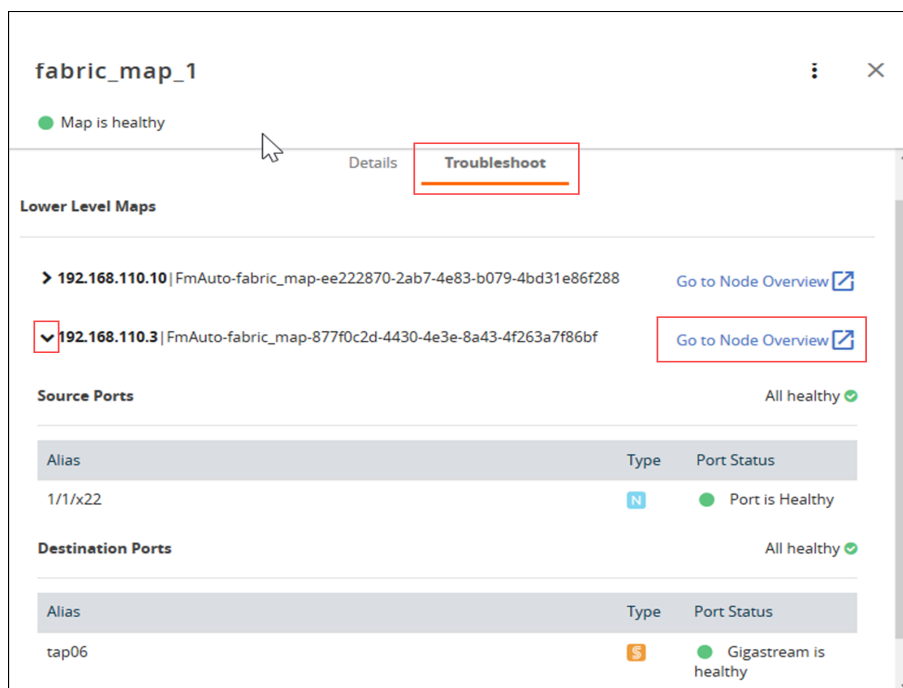 fabric_map_1
Map is healthy
Details Troubleshoot
Lower Level Maps
192.168.110.10|FmAuto-fabric_map-ee222870-2ab7-4e83-b079-4bd31e86f288 Go to Node Overview
192.168.110.3|FmAuto-fabric_map-877f0c2d-4430-4e3e-8a43-4f263a7f86bf Go to Node Overview
Source Ports All healthy
Alias Type Port Status
1/1/x22 N Port is Healthy
Destination Ports All healthy
Alias Type Port Status
tap06 S Gigastream is
healthy